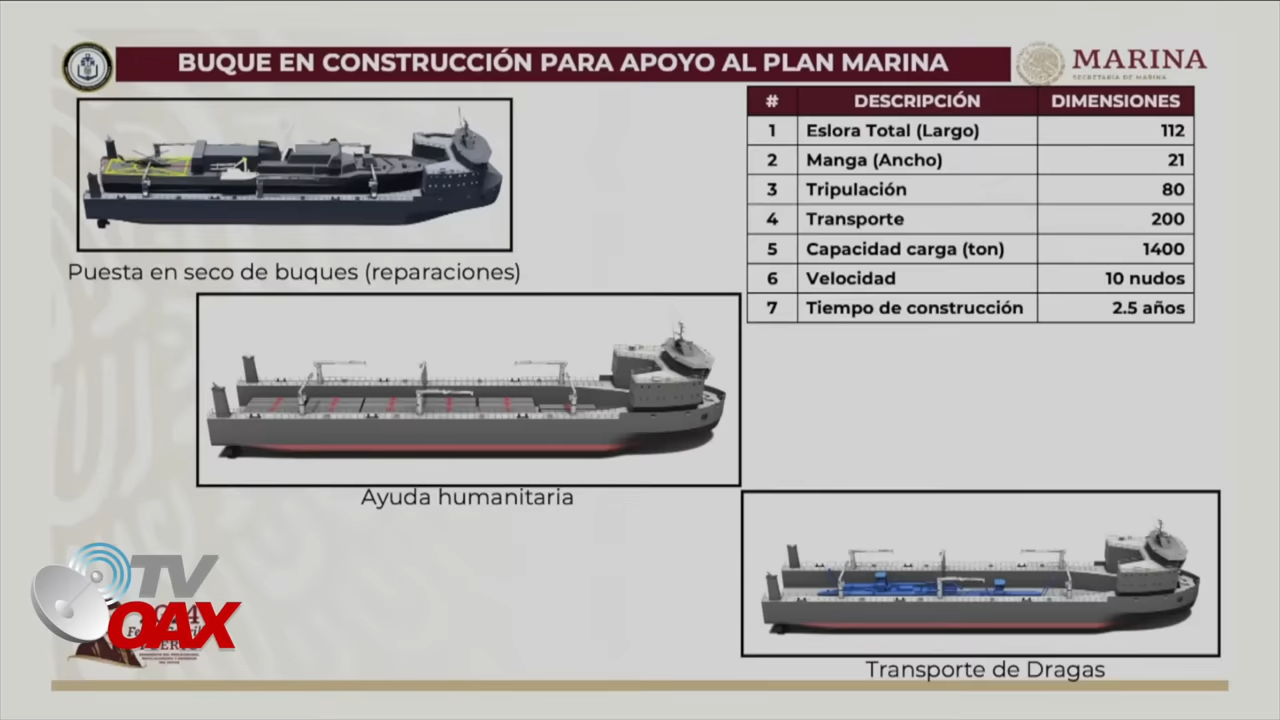 BUQUE EN CONSTRUCCIÓN PARA APOYO AL PLAN MARINA
MARINA
SECRETARÍA DE MARINA
# DESCRIPCIÓN DIMENSIONES
1 Eslora Total (Largo) 112
2 Manga (Ancho) 21
3 Tripulación 80
4 Transporte 200
5 Capacidad carga (ton) 1400
6 Velocidad 10 nudos
7 Tiempo de construcción 2.5 años
Puesta en seco de buques (reparaciones)
Ayuda humanitaria
Transporte de Dragas
TV
OAX